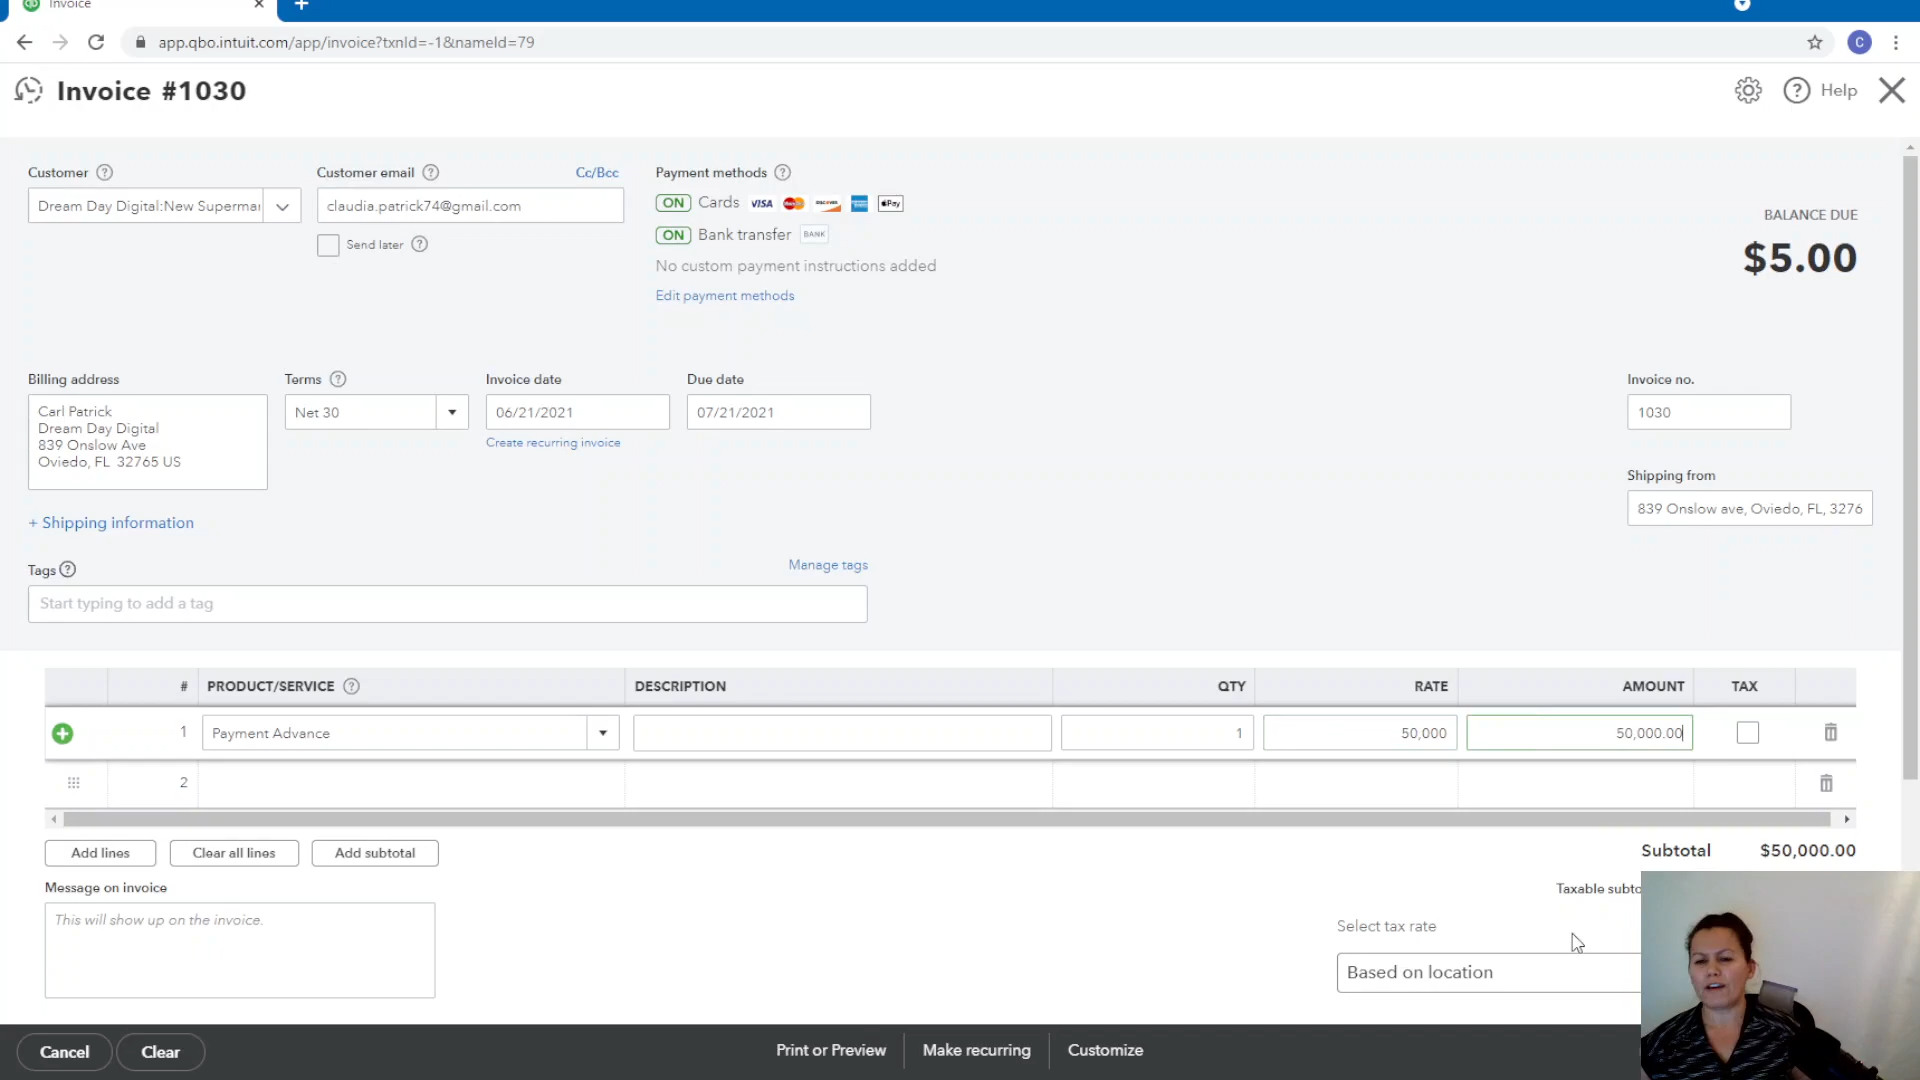 Invoice
app.qbo.intuit.com/app/invoice?txnId=-1&nameId=79
C
Invoice #1030
Help
Customer
Customer email
Cc/Bcc
Payment methods
Dream Day Digital:New Superma
claudia.patrick74@gmail.com
ON Cards VISA DISCOVER Pay
BALANCE DUE
Send later
ON Bank transfer BANK
$5.00
No custom payment instructions added
Edit payment methods
Billing address
Terms
Invoice date
Due date
Invoice no.
Carl Patrick
Dream Day Digital
839 Onslow Ave
Oviedo, FL 32765 US
Net 30
06/21/2021
07/21/2021
1030
Create recurring invoice
Shipping from
839 Onslow ave, Oviedo, FL, 3276
+ Shipping information
Tags
Manage tags
Start typing to add a tag
# PRODUCT/SERVICE DESCRIPTION QTY RATE AMOUNT TAX
1 Payment Advance 1 50,000 50,000.00
2
Add lines
Clear all lines
Add subtotal
Subtotal $50,000.00
Message on invoice
Taxable subto
This will show up on the invoice.
Select tax rate
Based on location
Cancel
Clear
Print or Preview
Make recurring
Customize